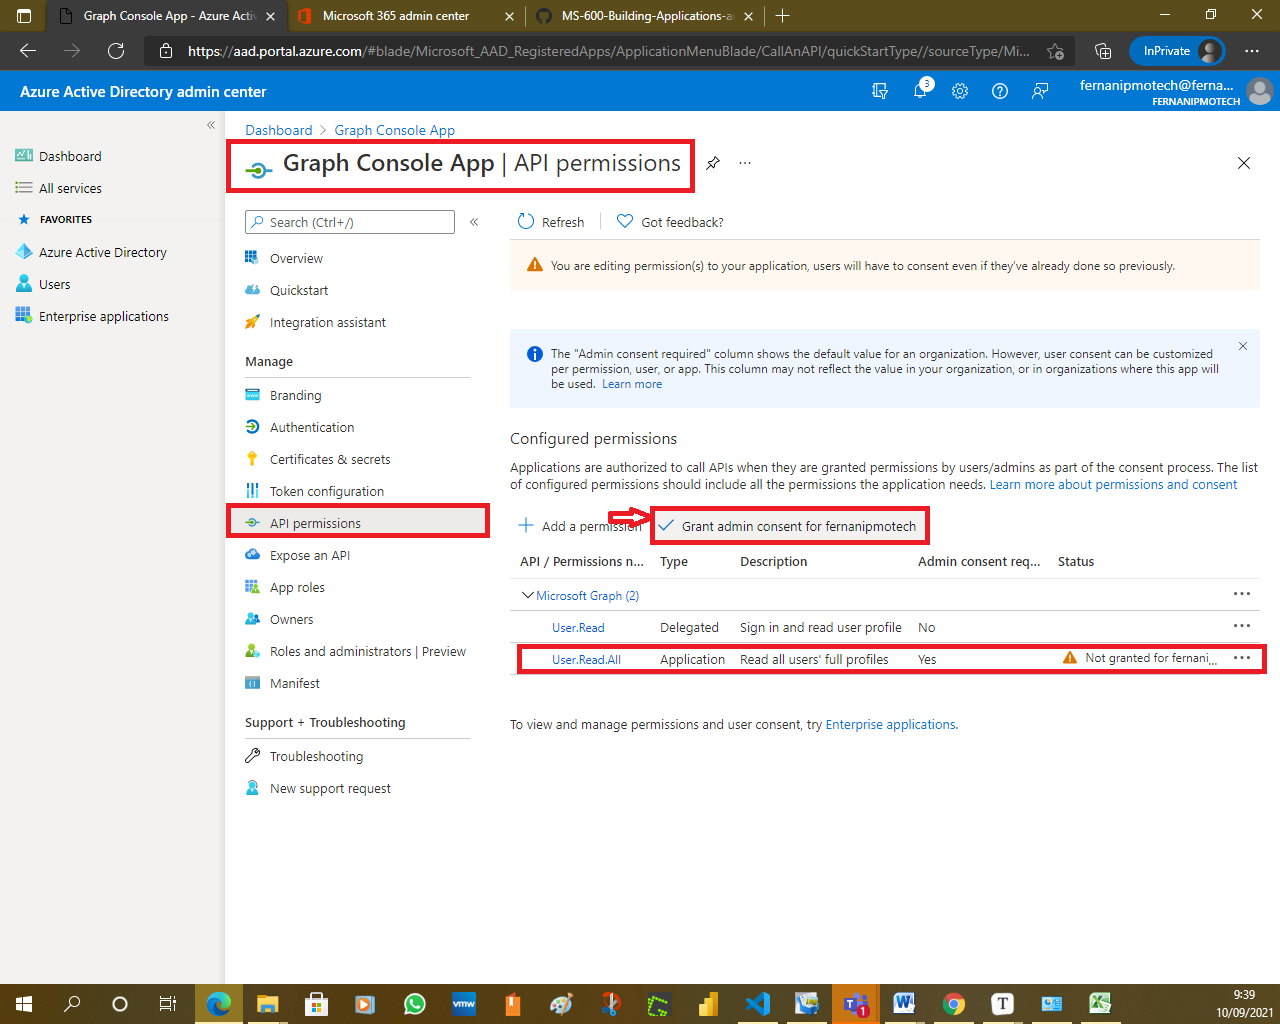 Graph Console App - Azure Activ
Microsoft 365 admin center
MS-600-Building-Applications-a
https://aad.portal.azure.com/#blade/Microsoft_AAD_RegisteredApps/ApplicationMenuBlade/CallAnAPI/quickStartType//sourceType/Mi...
InPrivate
Azure Active Directory admin center
3
fernanipmotech@ferna...
FERNANIPMOTECH
Dashboard
All services
FAVORITES
Azure Active Directory
Users
Enterprise applications
Dashboard > Graph Console App
Graph Console App | API permissions
Search (Ctrl+/)
Overview
Quickstart
Integration assistant
Manage
Branding
Authentication
Certificates & secrets
Token configuration
API permissions
Expose an API
App roles
Owners
Roles and administrators | Preview
Manifest
Support + Troubleshooting
Troubleshooting
New support request
Refresh
Got feedback?
You are editing permission(s) to your application, users will have to consent even if they've already done so previously.
The "Admin consent required" column shows the default value for an organization. However, user consent can be customized
per permission, user, or app. This column may not reflect the value in your organization, or in organizations where this app will
be used. Learn more
Configured permissions
Applications are authorized to call APIs when they are granted permissions by users/admins as part of the consent process. The list
of configured permissions should include all the permissions the application needs. Learn more about permissions and consent
Add a permission
Grant admin consent for fernanipmotech
API / Permissions n... Type Description Admin consent req... Status
Microsoft Graph (2)
User.Read Delegated Sign in and read user profile No
User.Read.All Application Read all users' full profiles Yes Not granted for fernani...
To view and manage permissions and user consent, try Enterprise applications.
vmw
1
T
9:39
10/09/2021